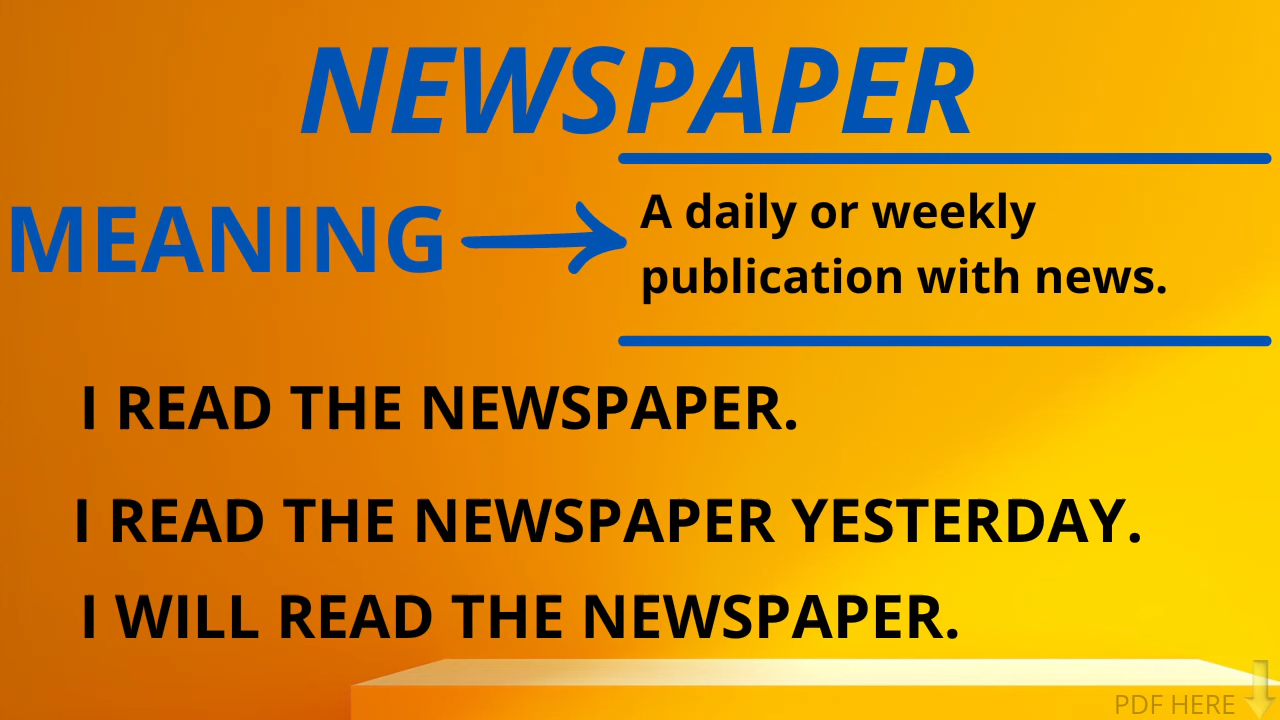 NEWSPAPER
MEANING
A daily or weekly
publication with news.
I READ THE NEWSPAPER.
I READ THE NEWSPAPER YESTERDAY.
I WILL READ THE NEWSPAPER.
PDF HERE